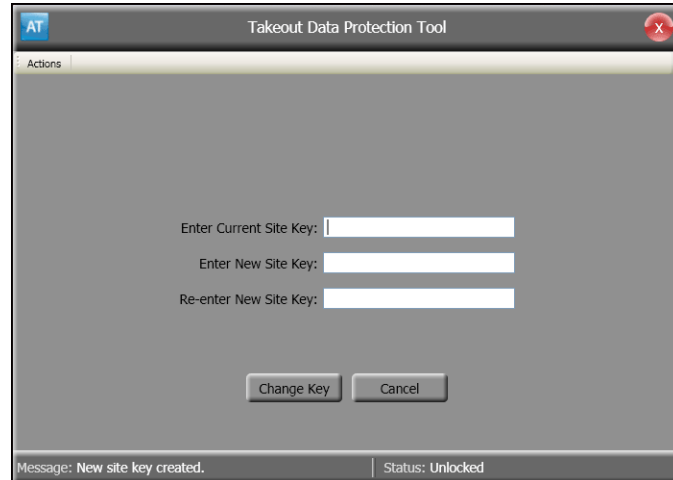 AT
Takeout Data Protection Tool
X
Actions
Enter Current Site Key:
Enter New Site Key:
Re-enter New Site Key:
Change Key Cancel
Message: New site key created. Status: Unlocked